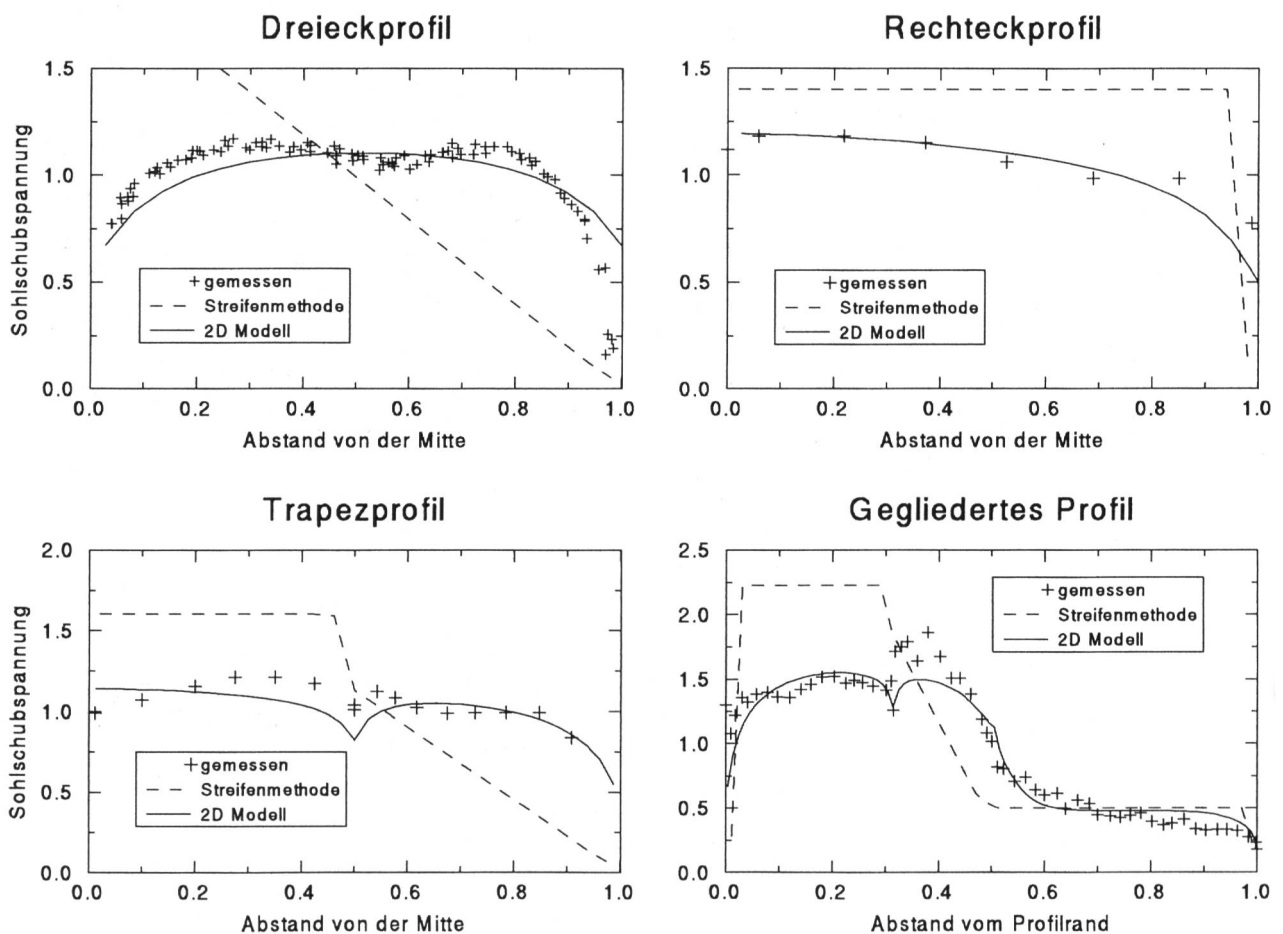 Dreieckprofil
1.5
1.0
0.5
0.0
Sohlschubspannung
gemessen
Streifenmethode
2D Modell
0.0 0.2 0.4 0.6 0.8 1.0
Abstand von der Mitte
Rechteckprofil
1.5
1.0
0.5
0.0
gemessen
Streifenmethode
2D Modell
0.0 0.2 0.4 0.6 0.8 1.0
Abstand von der Mitte
Trapezprofil
2.0
1.5
1.0
0.5
0.0
Sohlschubspannung
gemessen
Streifenmethode
2D Modell
0.0 0.2 0.4 0.6 0.8 1.0
Abstand von der Mitte
Gegliedertes Profil
2.5
2.0
1.5
1.0
0.5
0.0
gemessen
Streifenmethode
2D Modell
0.0 0.2 0.4 0.6 0.8 1.0
Abstand vom Profilrand